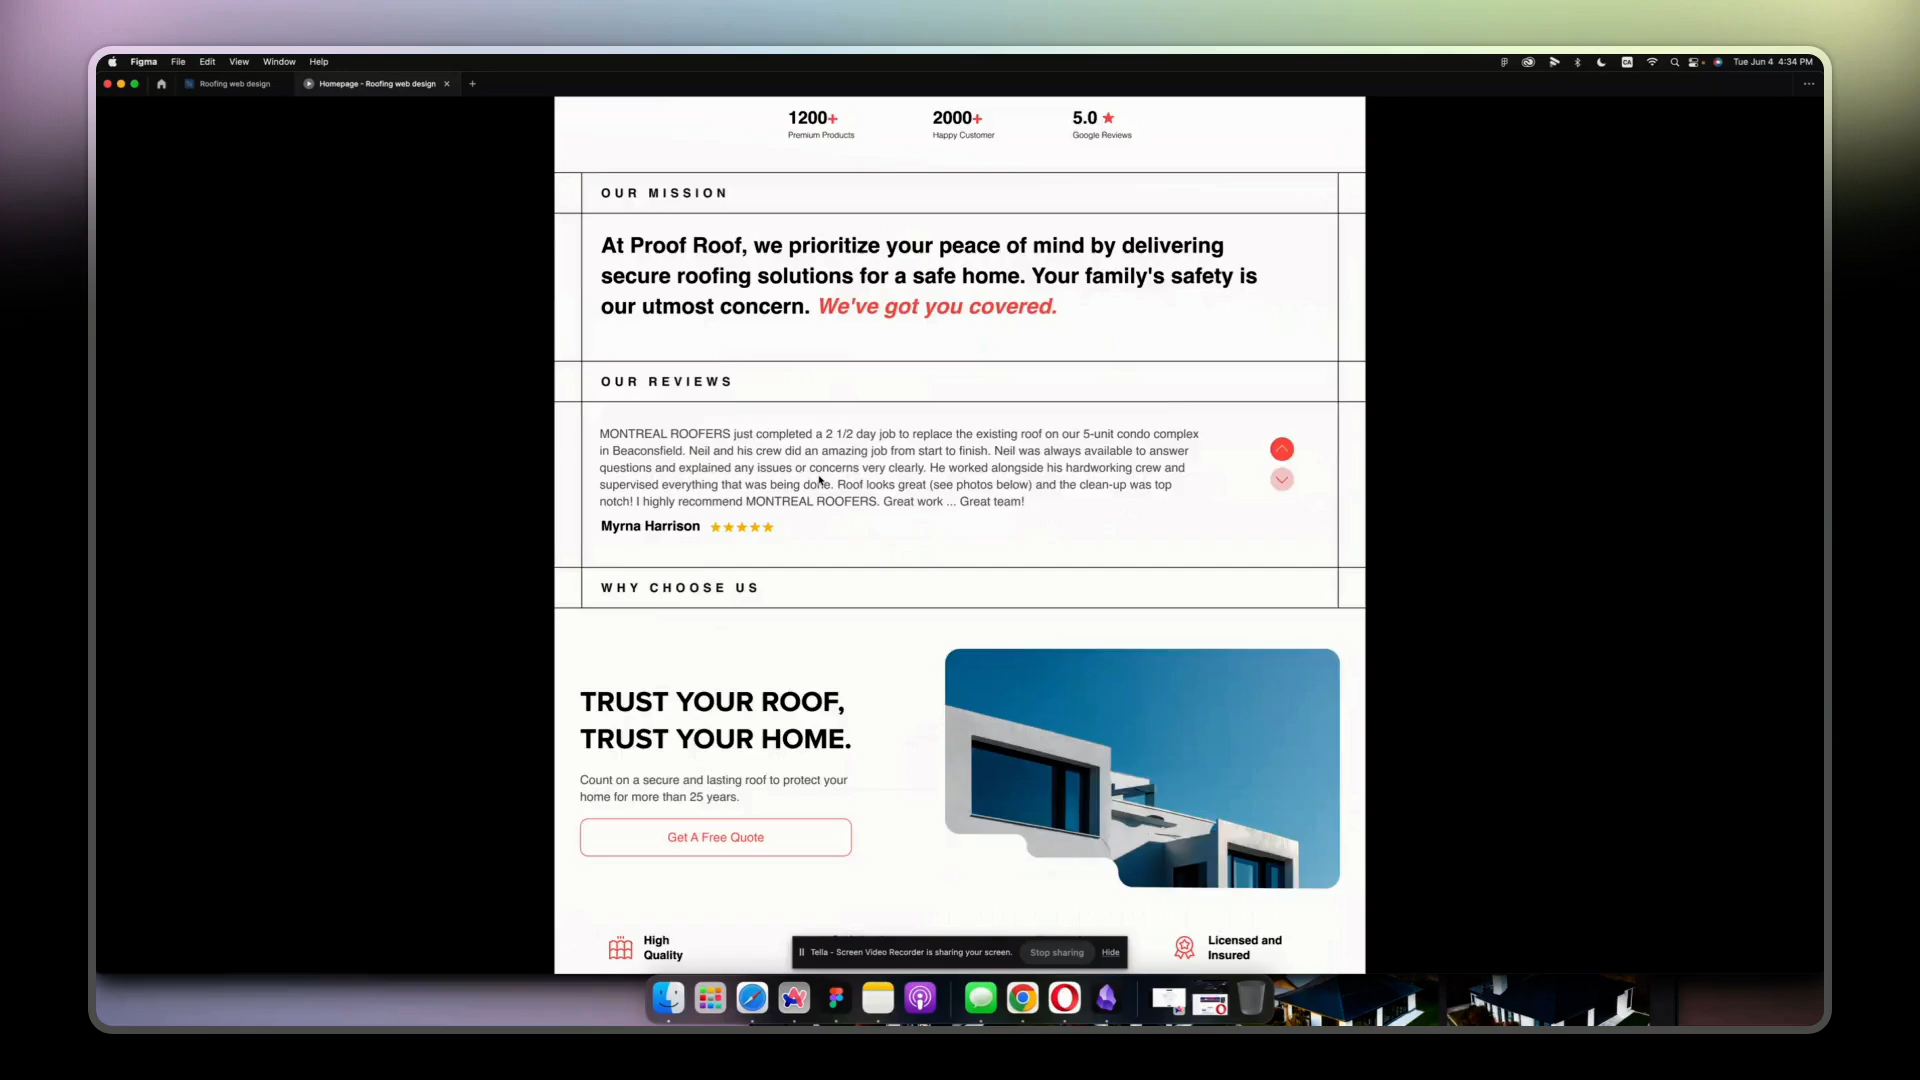 Figma File Edit View Window Help
Tue Jun 4 4:34 PM
Roofing web design
Homepage - Roofing web design
1200+
Premium Products
2000+
Happy Customer
5.0
Google Reviews
OUR MISSION
At Proof Roof, we prioritize your peace of mind by delivering
secure roofing solutions for a safe home. Your family's safety is
our utmost concern. We've got you covered.
OUR REVIEWS
MONTREAL ROOFERS just completed a 2 1/2 day job to replace the existing roof on our 5-unit condo complex
in Beaconsfield. Neil and his crew did an amazing job from start to finish. Neil was always available to answer
questions and explained any issues or concerns very clearly. He worked alongside his hardworking crew and
supervised everything that was being done. Roof looks great (see photos below) and the clean-up was top
notch! I highly recommend MONTREAL ROOFERS. Great work ... Great team!
Myrna Harrison
WHY CHOOSE US
TRUST YOUR ROOF,
TRUST YOUR HOME.
Count on a secure and lasting roof to protect your
home for more than 25 years.
Get A Free Quote
High
Quality
Licensed and
Insured
Tella - Screen Video Recorder is sharing your screen.
Stop sharing
Hide